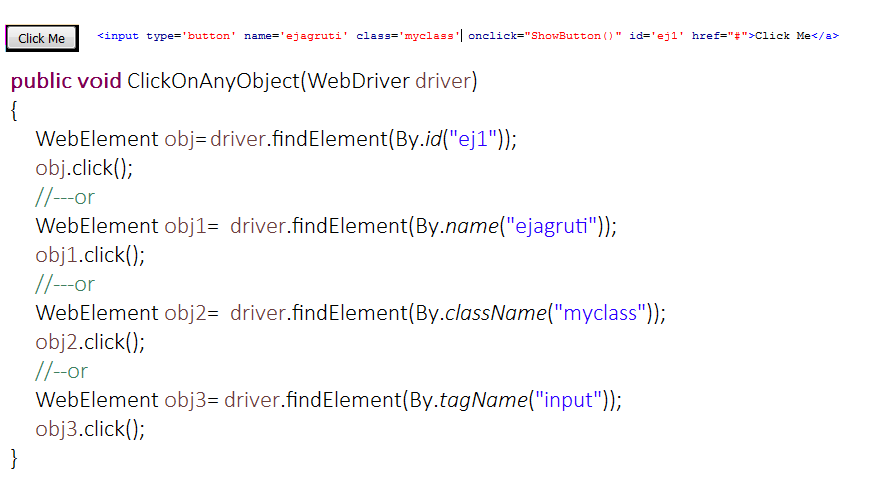 Click Me <input type='button' name='ejagruti' class='myclass' onclick="ShowButton()" id='ej1' href="#">Click Me</a>
public void ClickOnAnyObject(WebDriver driver)
{
WebElement obj= driver.findElement(By.id("ej1"));
obj.click();
//---or
WebElement obj1= driver.findElement(By.name("ejagruti"));
obj1.click();
//---or
WebElement obj2= driver.findElement(By.className("myclass"));
obj2.click();
//--or
WebElement obj3= driver.findElement(By.tagName("input"));
obj3.click();
}